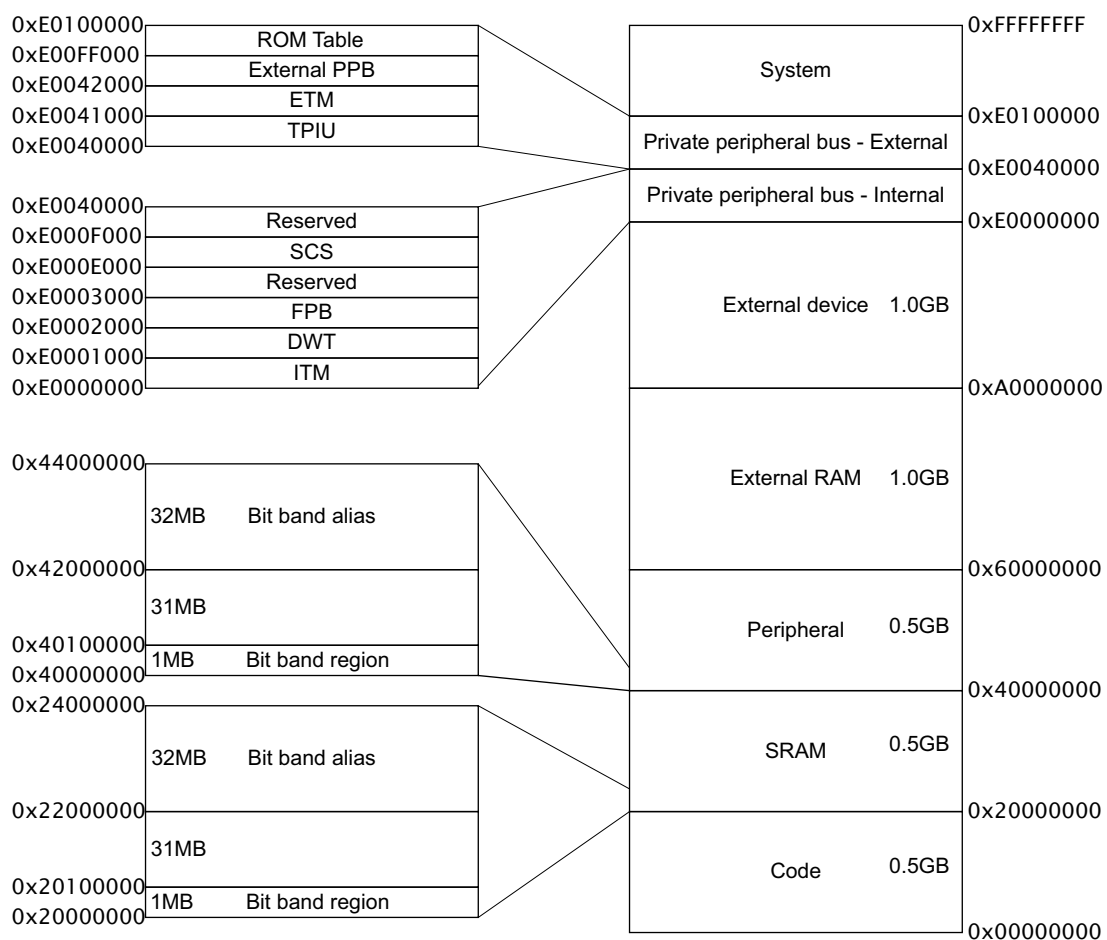 0xE0100000
ROM Table
0xE00FF000
External PPB
0xE0042000
ETM
0xE0041000
TPIU
0xE0040000
0xE0040000
Reserved
0xE000F000
SCS
0xE000E000
Reserved
0xE0003000
FPB
0xE0002000
DWT
0xE0001000
ITM
0xE0000000
0x44000000
32MB Bit band alias
0x42000000
31MB
0x40100000
1MB Bit band region
0x40000000
0x24000000
32MB Bit band alias
0x22000000
31MB
0x20100000
1MB Bit band region
0x20000000
0xFFFFFFFF
System
0xE0100000
Private peripheral bus - External
0xE0040000
Private peripheral bus - Internal
0xE0000000
External device 1.0GB
0xA0000000
External RAM 1.0GB
0x60000000
Peripheral 0.5GB
0x40000000
SRAM 0.5GB
0x20000000
Code 0.5GB
0x00000000